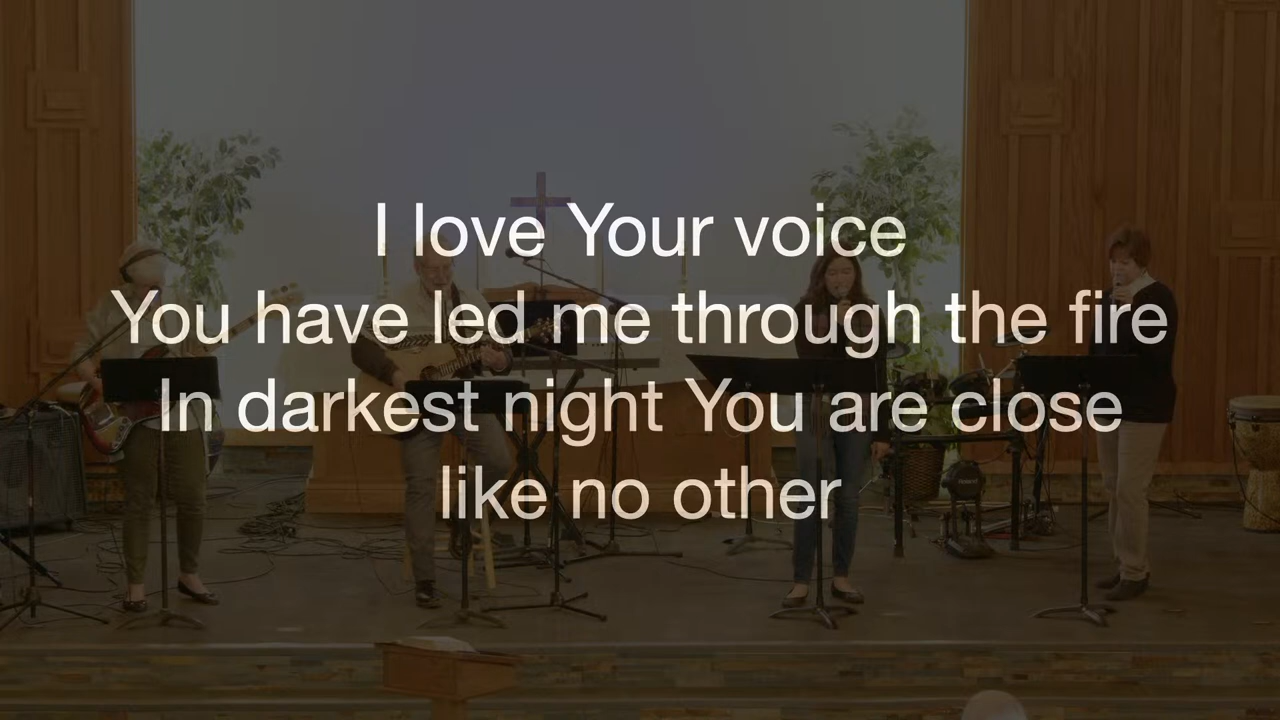 I love Your voice
You have led me through the fire
In darkest night You are close
like no other